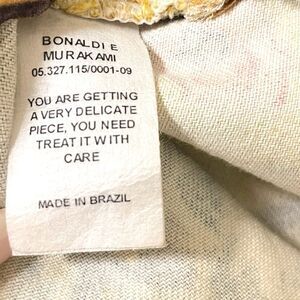 BONALDI E
MURAKAMI
05.327.115/0001-09
YOU ARE GETTING
A VERY DELICATE
PIECE, YOU NEED
TREAT IT WITH
CARE
MADE IN BRAZIL